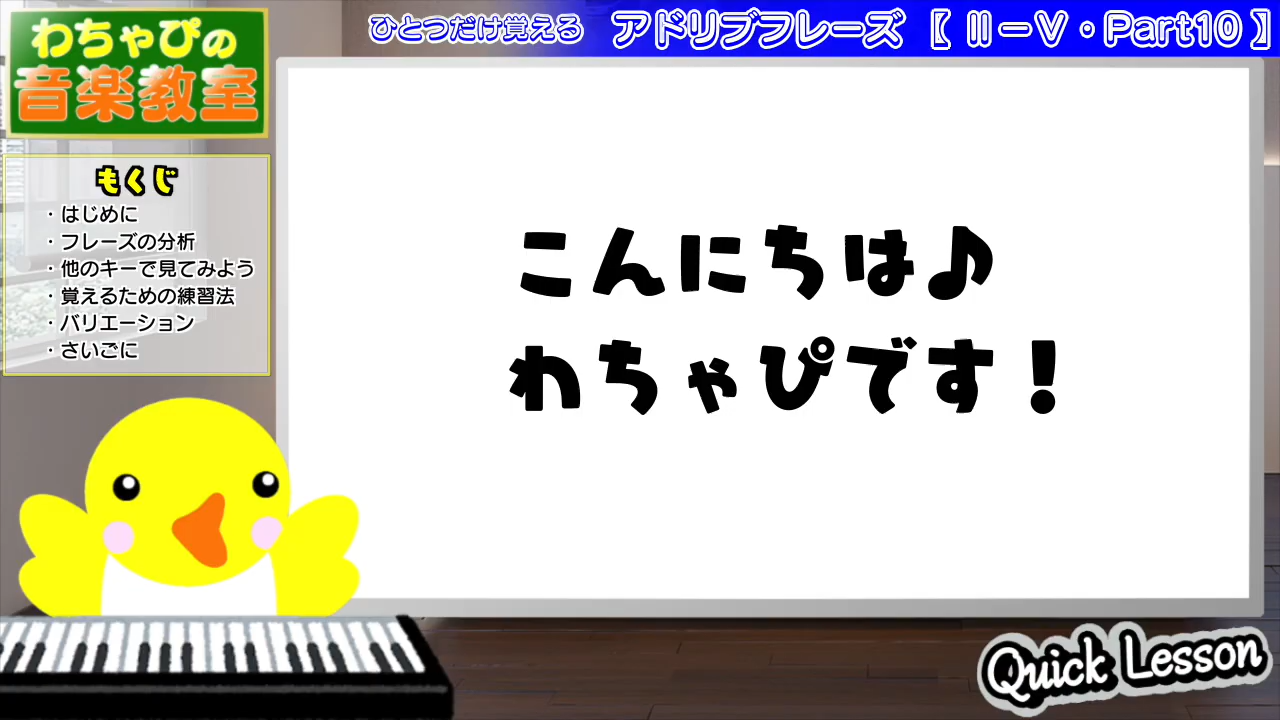 わちゃぴの
音楽教室
ひとつだけ覚える アドリブフレーズ【Ⅱ－Ⅴ・Part10】
もくじ
・はじめに
・フレーズの分析
・他のキーで見てみよう
・覚えるための練習法
・バリエーション
・さいごに
こんにちは♪
わちゃぴです！
Quick Lesson